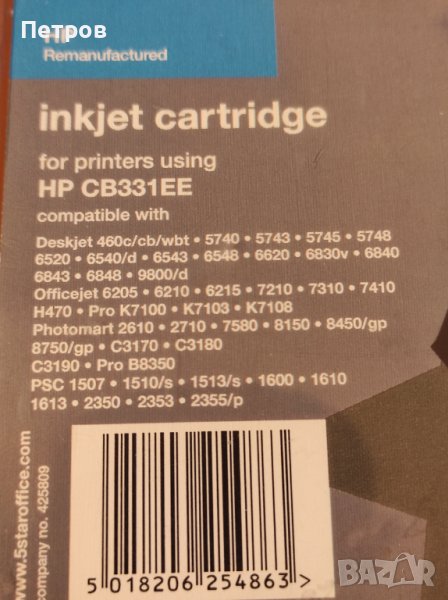 Петров
HP
Remanufactured
inkjet cartridge
for printers using
HP CB331EE
compatible with
Deskjet 460c/cb/wbt • 5740 • 5743 • 5745 • 5748
6520 • 6540/d • 6543 • 6548 • 6620 • 6830v • 6840
6843 • 6848 • 9800/d
Officejet 6205 • 6210 • 6215 • 7210 • 7310 • 7410
H470 • Pro K7100 • K7103 • K7108
Photomart 2610 • 2710 • 7580 • 8150 • 8450/gp
8750/gp • C3170 • C3180
C3190 • Pro B8350
PSC 1507 • 1510/s • 1513/s • 1600 • 1610
1613 • 2350 • 2353 • 2355/p
www.5staroffice.com
company no. 425809
5 018206 254863 >
BAZAR